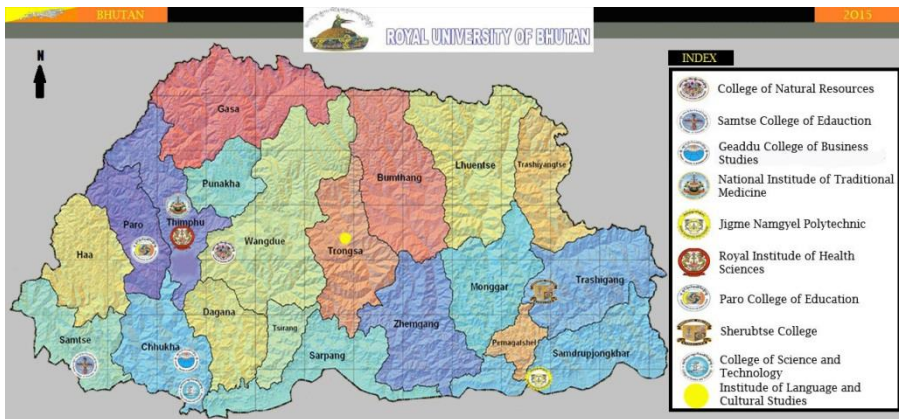 BHUTAN
2015
ROYAL UNIVERSITY OF BHUTAN
N
INDEX
College of Natural Resources
Samtse College of Edauction
Geaddu College of Business
Studies
National Institute of Traditional
Medicine
Jigme Namgyel Polytechnic
Royal Institute of Health
Sciences
Paro College of Education
Sherubtse College
College of Science and
Technology
Institute of Language and
Cultural Studies
Gasa
Punakha
Thimphu
Paro
Haa
Wangdue
Bumthang
Lhuentse
Trashiyangtse
Trongsa
Monggar
Trashigang
Dagana
Tsirang
Zhemgang
Pemagatshel
Samtse
Chhukha
Sarpang
Samdrupjongkhar